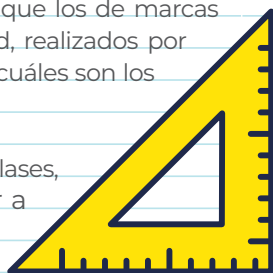 que los de marcas
d, realizados por
cuáles son los
lases,
a